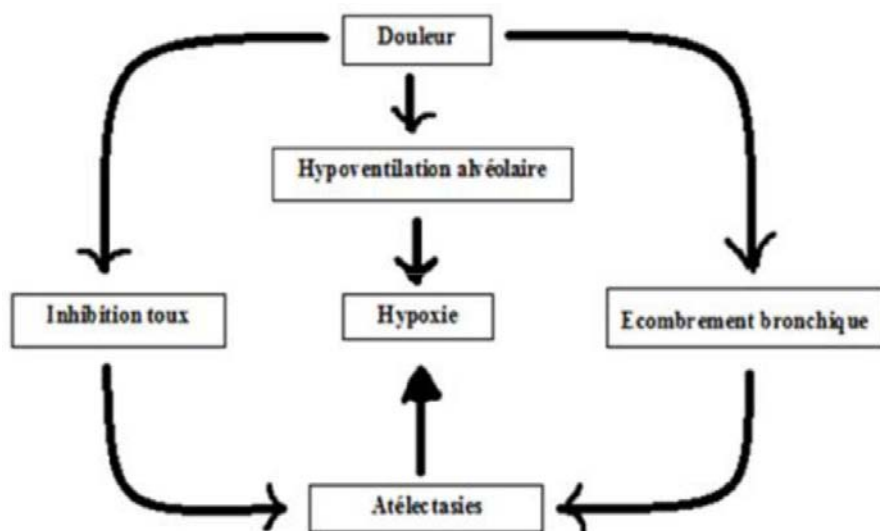 Douleur
Hypoventilation alvéolaire
Inhibition toux
Hypoxie
Ecombrement bronchique
Atélectasies